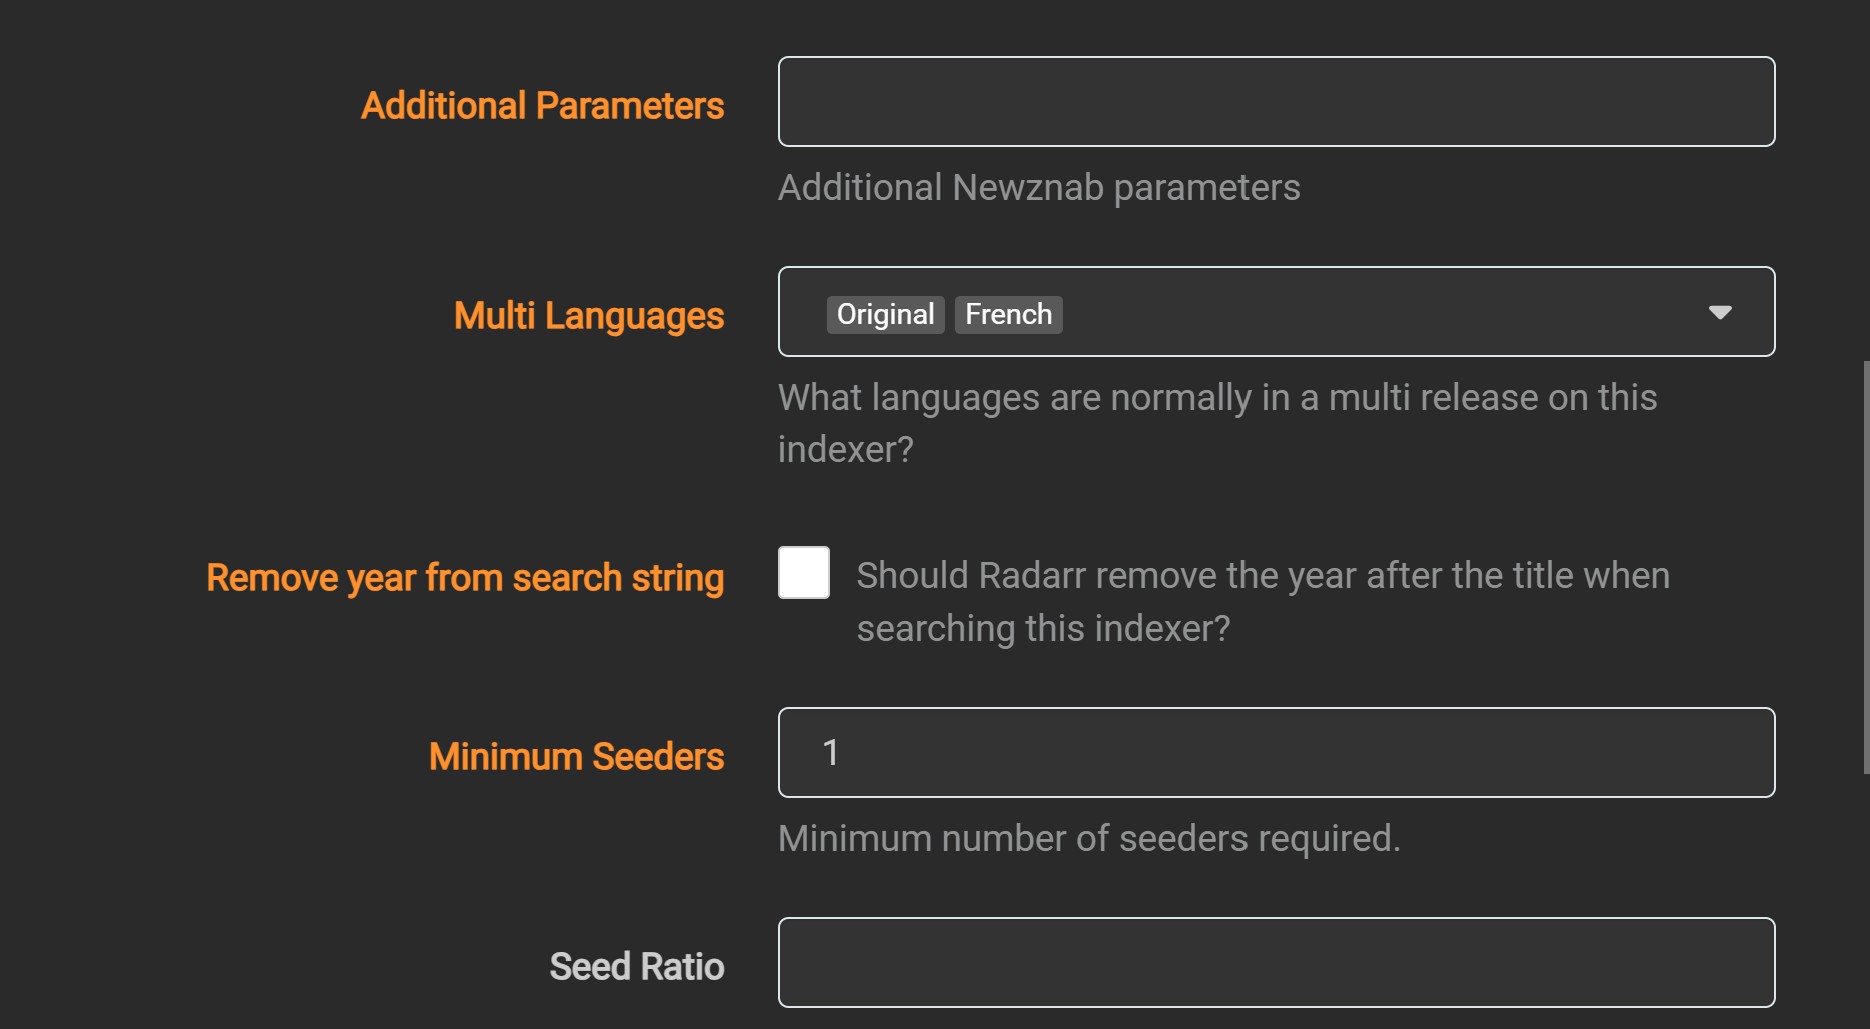 Additional Parameters
Additional Newznab parameters
Multi Languages
Original French
What languages are normally in a multi release on this
indexer?
Remove year from search string
Should Radarr remove the year after the title when
searching this indexer?
Minimum Seeders
1
Minimum number of seeders required.
Seed Ratio